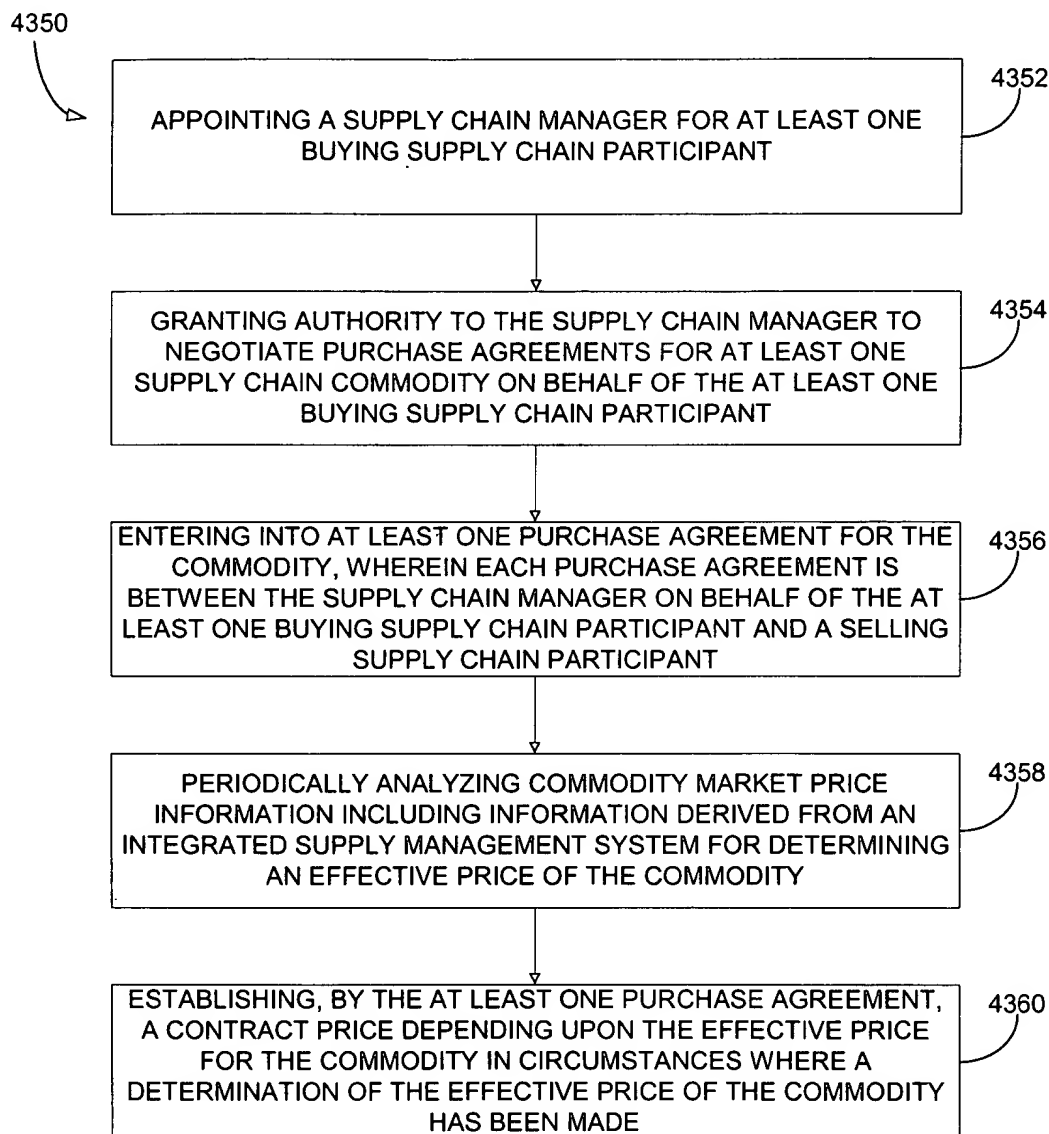 4350
4352
APPOINTING A SUPPLY CHAIN MANAGER FOR AT LEAST ONE
BUYING SUPPLY CHAIN PARTICIPANT
4354
GRANTING AUTHORITY TO THE SUPPLY CHAIN MANAGER TO
NEGOTIATE PURCHASE AGREEMENTS FOR AT LEAST ONE
SUPPLY CHAIN COMMODITY ON BEHALF OF THE AT LEAST ONE
BUYING SUPPLY CHAIN PARTICIPANT
4356
ENTERING INTO AT LEAST ONE PURCHASE AGREEMENT FOR THE
COMMODITY, WHEREIN EACH PURCHASE AGREEMENT IS
BETWEEN THE SUPPLY CHAIN MANAGER ON BEHALF OF THE AT
LEAST ONE BUYING SUPPLY CHAIN PARTICIPANT AND A SELLING
SUPPLY CHAIN PARTICIPANT
4358
PERIODICALLY ANALYZING COMMODITY MARKET PRICE
INFORMATION INCLUDING INFORMATION DERIVED FROM AN
INTEGRATED SUPPLY MANAGEMENT SYSTEM FOR DETERMINING
AN EFFECTIVE PRICE OF THE COMMODITY
4360
ESTABLISHING, BY THE AT LEAST ONE PURCHASE AGREEMENT,
A CONTRACT PRICE DEPENDING UPON THE EFFECTIVE PRICE
FOR THE COMMODITY IN CIRCUMSTANCES WHERE A
DETERMINATION OF THE EFFECTIVE PRICE OF THE COMMODITY
HAS BEEN MADE